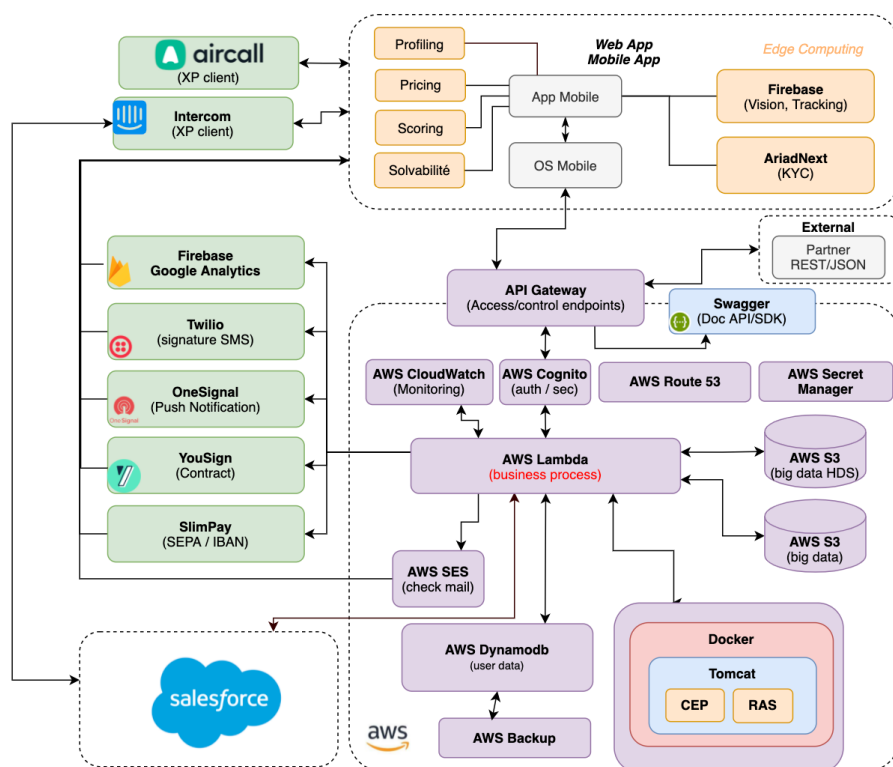 aircall
(XP client)
Intercom
(XP client)
Profiling
Pricing
Scoring
Solvabilité
Web App
Mobile App
Edge Computing
App Mobile
OS Mobile
Firebase
(Vision, Tracking)
AriadNext
(KYC)
External
Partner
REST/JSON
API Gateway
(Access/control endpoints)
Swagger
(Doc API/SDK)
Firebase
Google Analytics
Twilio
(signature SMS)
OneSignal
(Push Notification)
OneSignal
YouSign
(Contract)
SlimPay
(SEPA / IBAN)
AWS CloudWatch
(Monitoring)
AWS Cognito
(auth / sec)
AWS Route 53
AWS Secret
Manager
AWS Lambda
(business process)
AWS S3
(big data HDS)
AWS S3
(big data)
AWS SES
(check mail)
salesforce
AWS Dynamodb
(user data)
AWS Backup
aws
Docker
Tomcat
CEP
RAS